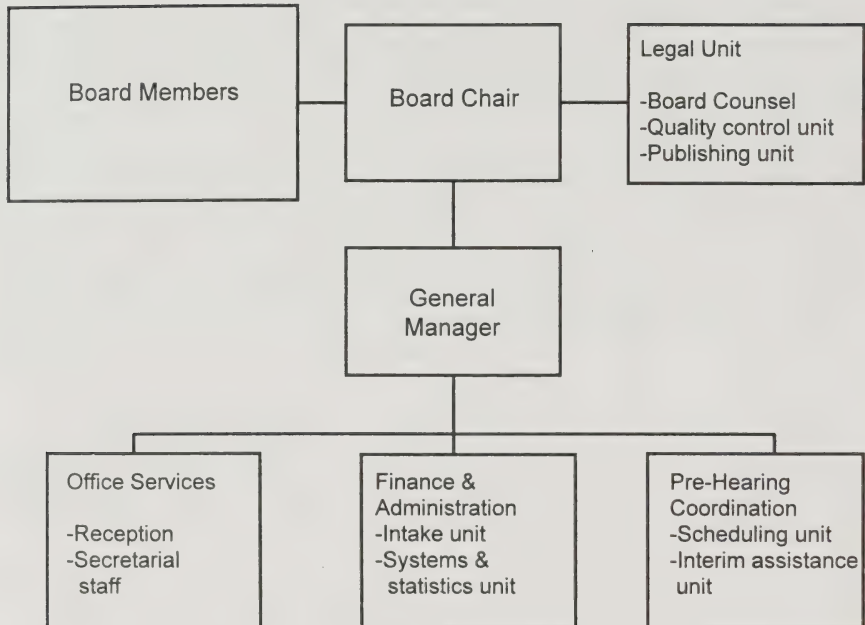 Board Members
Board Chair
Legal Unit
-Board Counsel
-Quality control unit
-Publishing unit
General
Manager
Office Services
-Reception
-Secretarial
staff
Finance &
Administration
-Intake unit
-Systems &
statistics unit
Pre-Hearing
Coordination
-Scheduling unit
-Interim assistance
unit